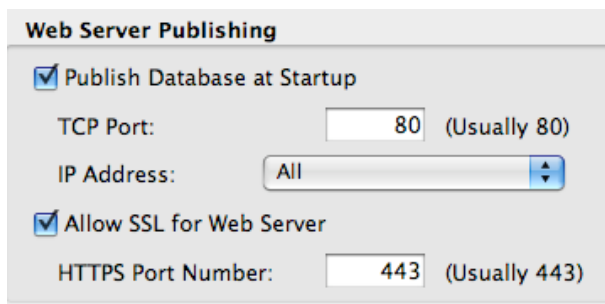 Web Server Publishing
Publish Database at Startup
TCP Port: 80 (Usually 80)
IP Address: All
Allow SSL for Web Server
HTTPS Port Number: 443 (Usually 443)